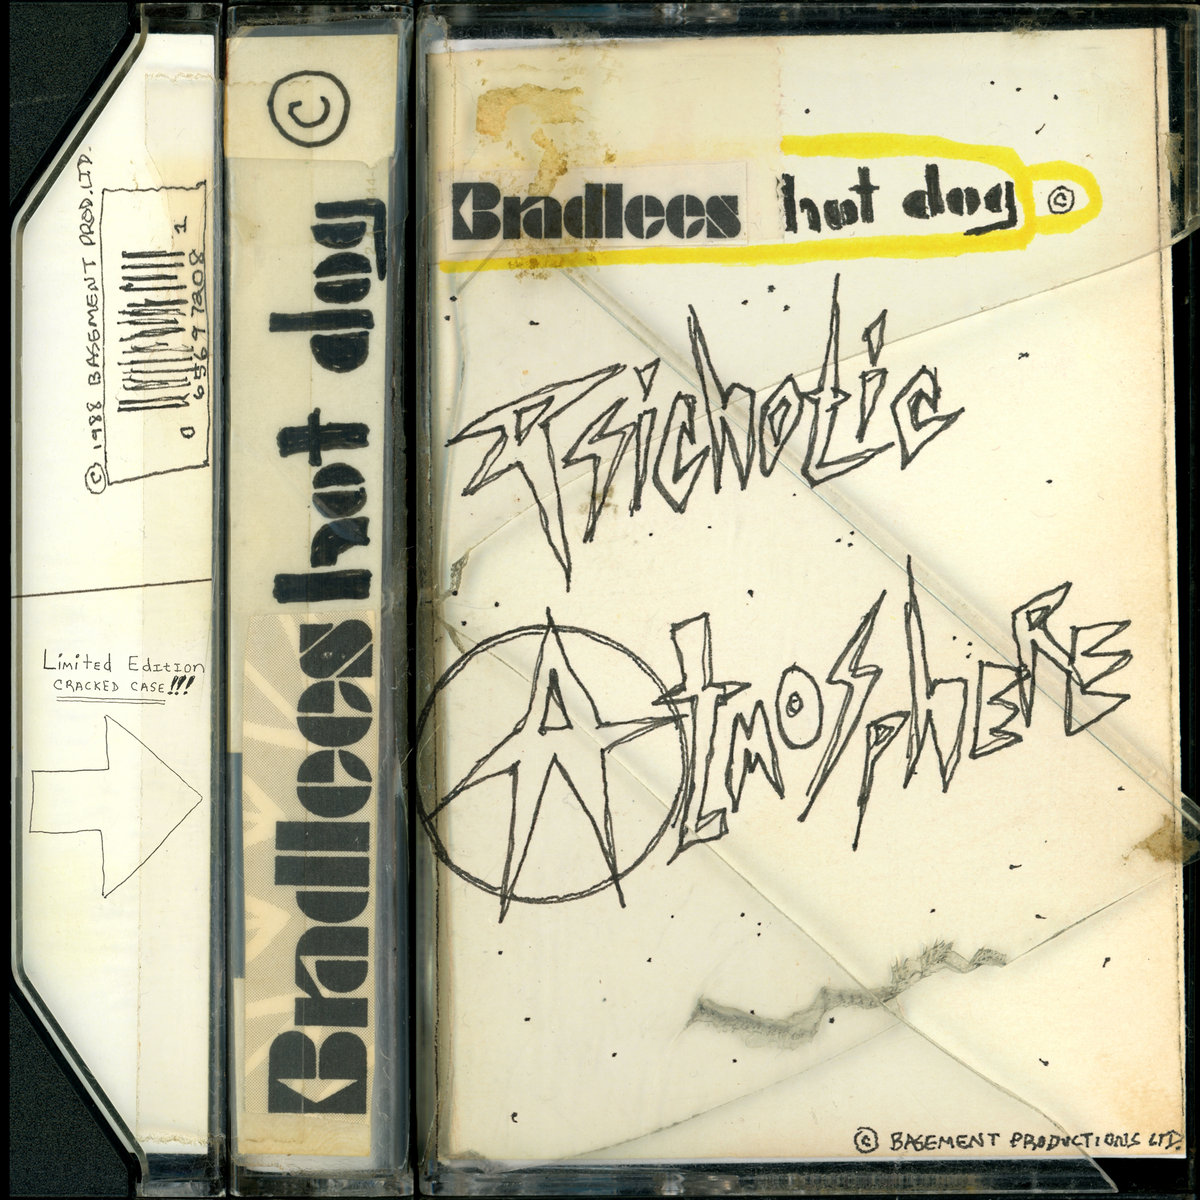 © 1988 BASEMENT PROD. LTD.
0 65697208 1
Limited Edition
CRACKED CASE!!!
Bradlees hot dog ©
Bradlees hot dog ©
Psichotic
Atmosphere
© BASEMENT PRODUCTIONS LTD.